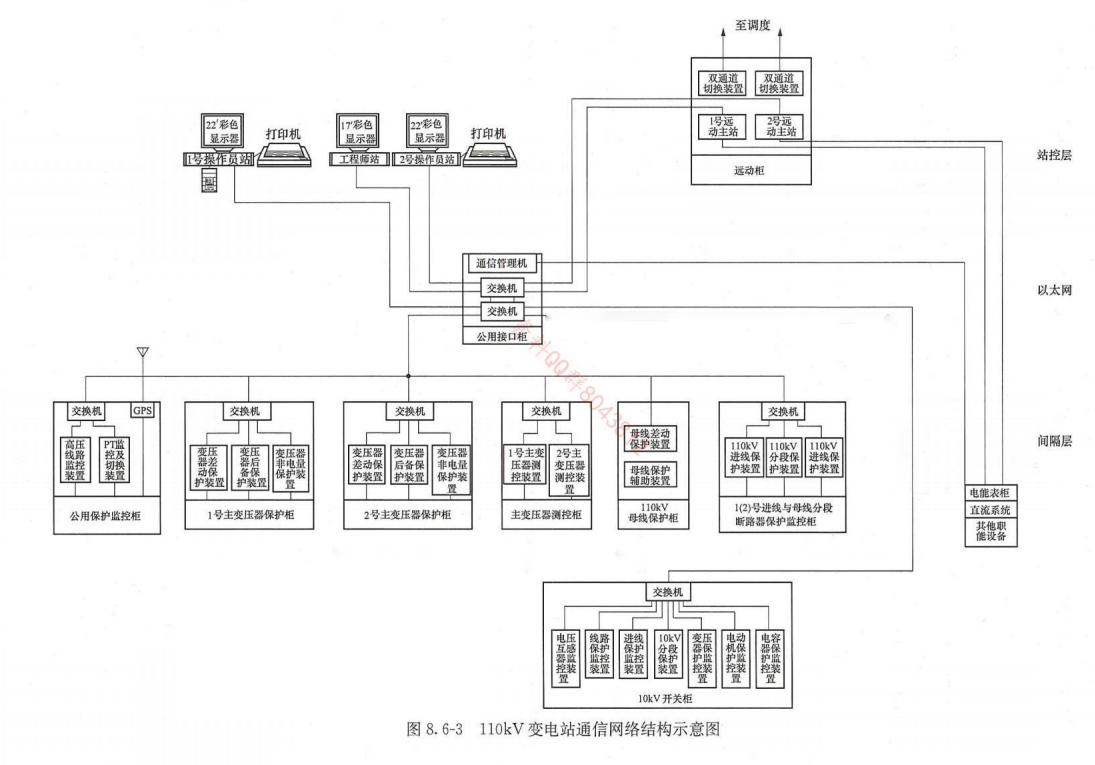 至调度
双通道
切换装置
双通道
切换装置
1号远
动主站
2号远
动主站
远动柜
站控层
22'彩色
显示器
打印机
1号操作员站
17'彩色
显示器
工程师站
22'彩色
显示器
打印机
2号操作员站
通信管理机
交换机
交换机
公用接口柜
以太网
交换机
GPS
高压
线路
监控
装置
PT监
控及
切换
装置
公用保护监控柜
交换机
变压
器差
动保
护装置
变压
器后
备保
护装置
变压器
非电量
保护装
置
1号主变压器保护柜
交换机
变压器
差动保
护装置
变压器
后备保
护装置
变压器
非电量
保护装
置
2号主变压器保护柜
交换机
1号主变
压器测
控装置
2号主
变压器
测控装
置
主变压器测控柜
母线差动
保护装置
母线保护
辅助装置
110kV
母线保护柜
交换机
110kV
进线保
护装置
110kV
分段保
护装置
110kV
进线保
护装置
1(2)号进线与母线分段
断路器保护监控柜
间隔层
电能表柜
直流系统
其他职
能设备
交换机
电压
互感
器监
控装
置
线路
保护
监控
装置
进线
保护
监控
装置
10kV
分段
保护
装置
变压
器保
护监
控装
置
电动
机保
护监
控装
置
电容
器保
护监
控装
置
10kV开关柜
图 8.6-3 110kV 变电站通信网络结构示意图